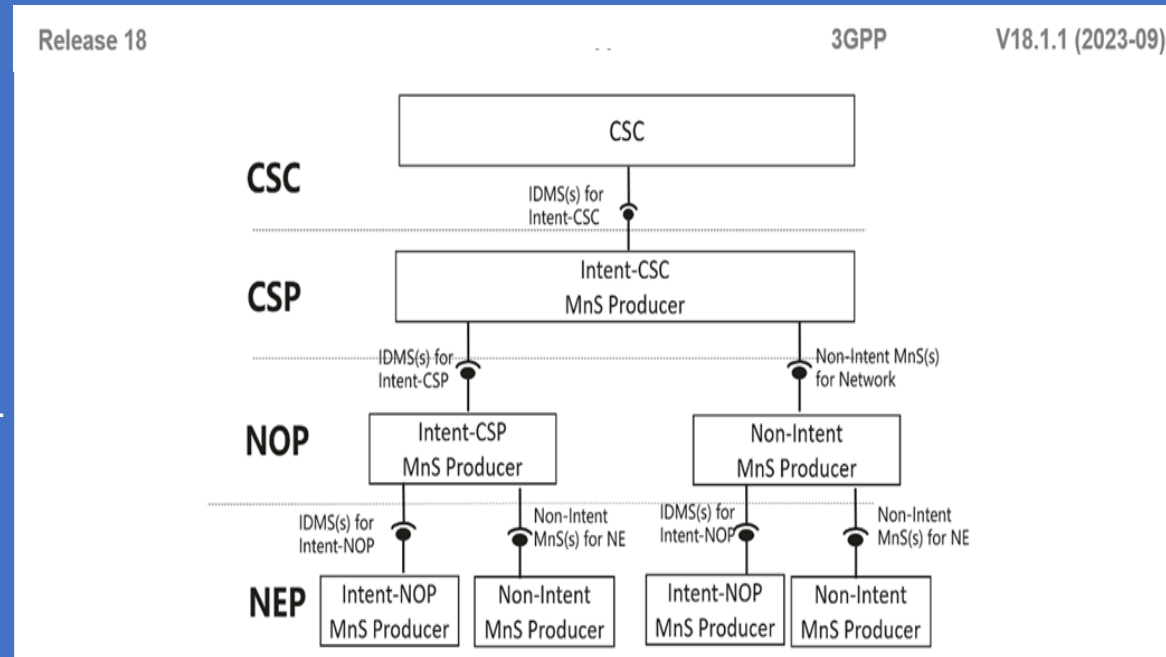 Release 18 3GPP V18.1.1 (2023-09)
CSC
CSC
IDMS(s) for
Intent-CSC
CSP
Intent-CSC
MnS Producer
IDMS(s) for
Intent-CSP
Non-Intent MnS(s)
for Network
NOP
Intent-CSP
MnS Producer
Non-Intent
MnS Producer
IDMS(s) for
Intent-NOP
Non-Intent
MnS(s) for NE
IDMS(s) for
Intent-NOP
Non-Intent
MnS(s) for NE
NEP
Intent-NOP
MnS Producer
Non-Intent
MnS Producer
Intent-NOP
MnS Producer
Non-Intent
MnS Producer